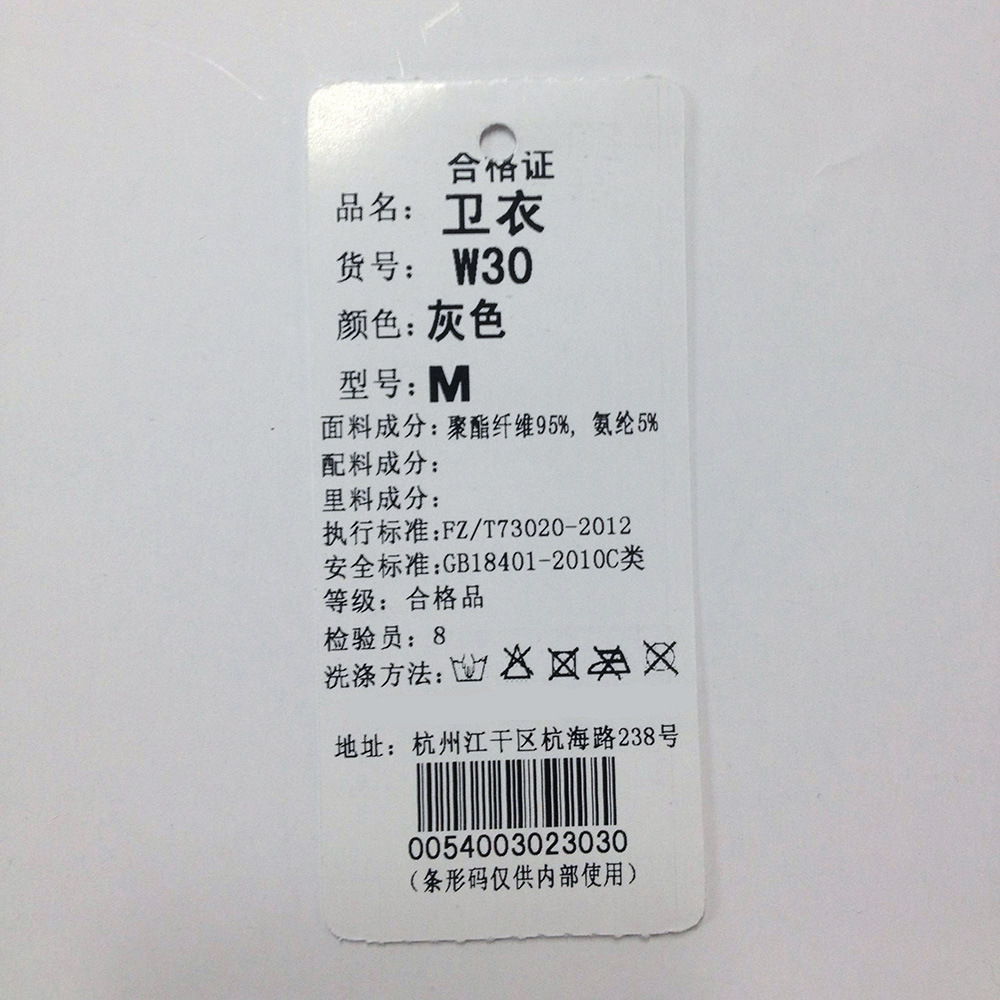 合格证
品名：卫衣
货号：W30
颜色：灰色
型号：M
面料成分：聚酯纤维95%，氨纶5%
配料成分：
里料成分：
执行标准:FZ/T73020-2012
安全标准:GB18401-2010C类
等级：合格品
检验员：8
洗涤方法：
地址：杭州江干区杭海路238号
0054003023030
（条形码仅供内部使用）